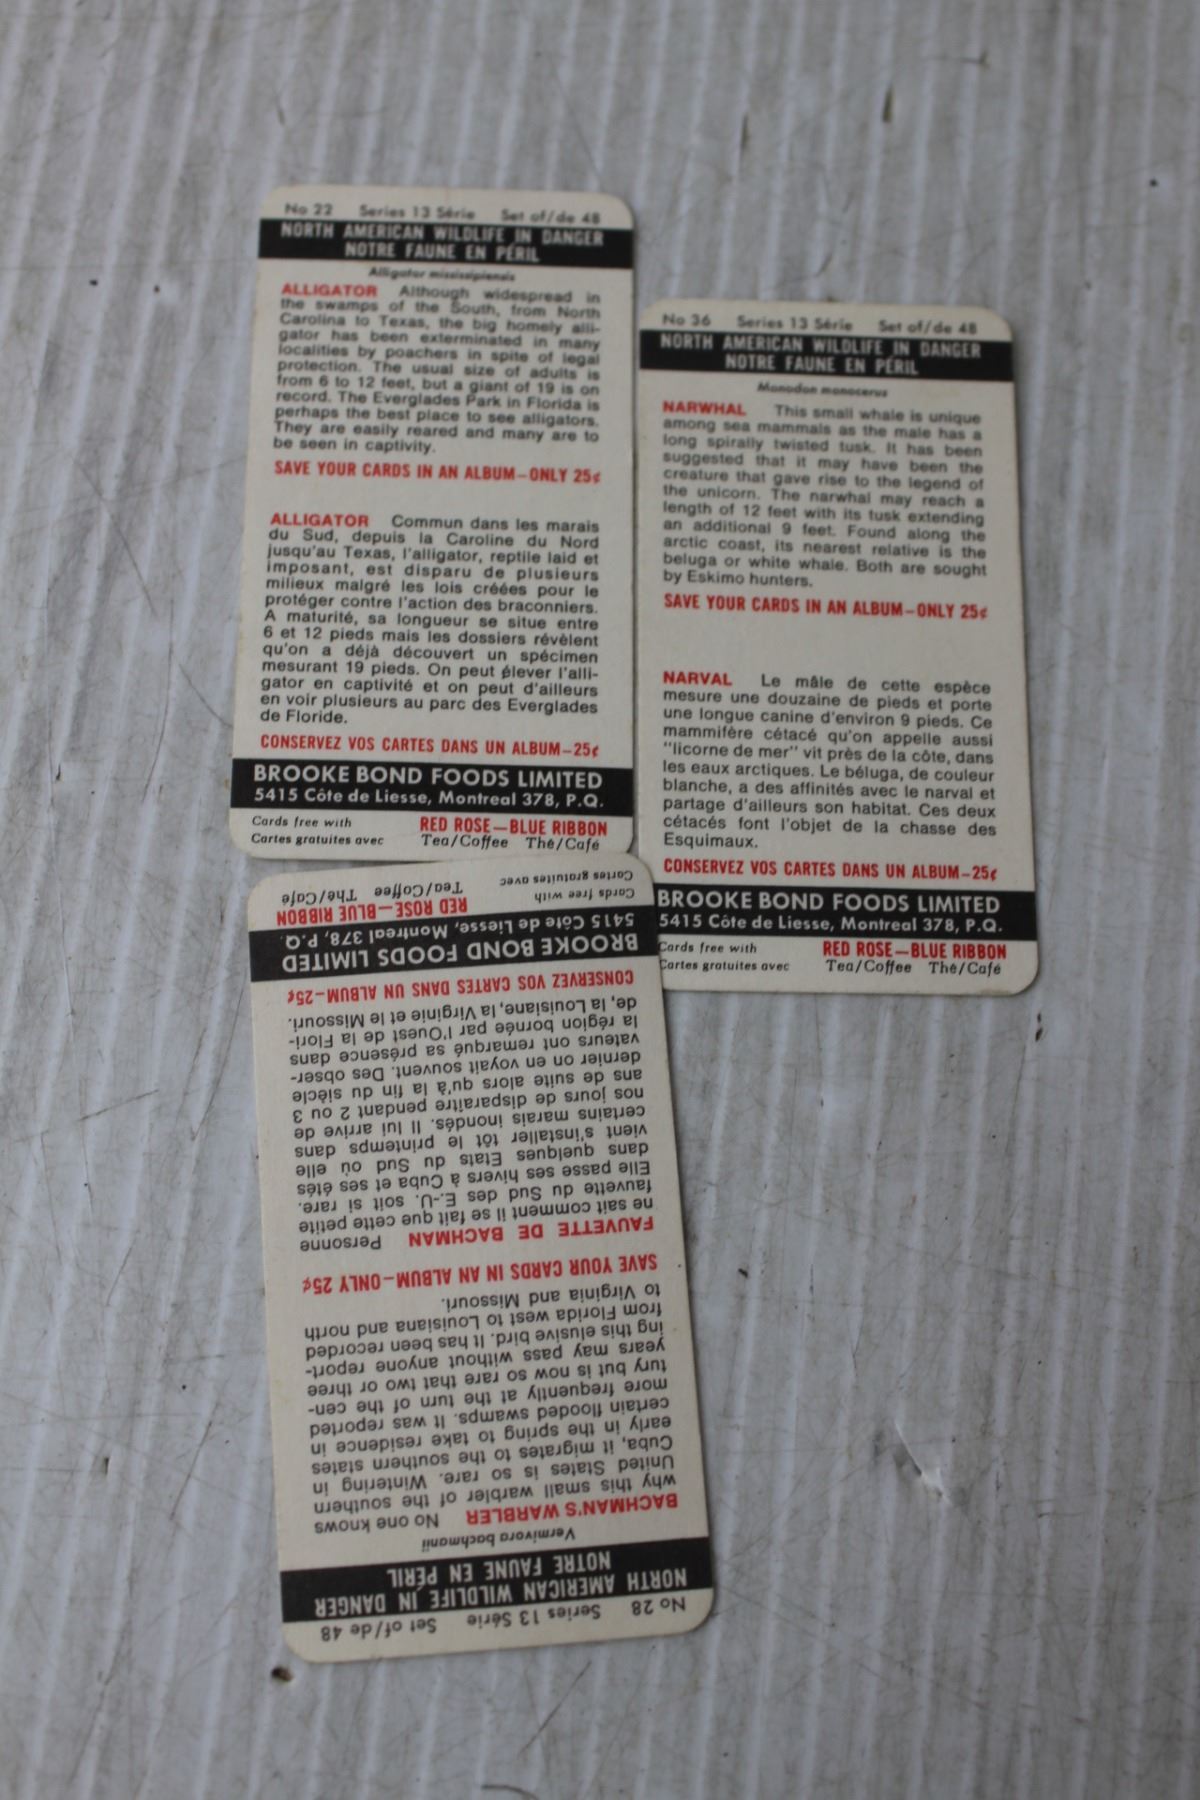 No 22 Series 13 Série Set of/de 48
NORTH AMERICAN WILDLIFE IN DANGER
NOTRE FAUNE EN PÉRIL
Alligator mississipiensis
ALLIGATOR Although widespread in
the swamps of the South, from North
Carolina to Texas, the big homely alli-
gator has been exterminated in many
localities by poachers in spite of legal
protection. The usual size of adults is
from 6 to 12 feet, but a giant of 19 is on
record. The Everglades Park in Florida is
perhaps the best place to see alligators.
They are easily reared and many are to
be seen in captivity.
SAVE YOUR CARDS IN AN ALBUM—ONLY 25¢
ALLIGATOR Commun dans les marais
du Sud, depuis la Caroline du Nord
jusqu'au Texas, l'alligator, reptile laid et
imposant, est disparu de plusieurs
milieux malgré les lois créées pour le
protéger contre l'action des braconniers.
A maturité, sa longueur se situe entre
6 et 12 pieds mais les dossiers révèlent
qu'on a déjà découvert un spécimen
mesurant 19 pieds. On peut élever l'alli-
gator en captivité et on peut d'ailleurs
en voir plusieurs au parc des Everglades
de Floride.
CONSERVEZ VOS CARTES DANS UN ALBUM—25¢
BROOKE BOND FOODS LIMITED
5415 Côte de Liesse, Montreal 378, P.Q.
Cards free with RED ROSE—BLUE RIBBON
Cartes gratuites avec Tea/Coffee Thé/Café
No 36 Series 13 Série Set of/de 48
NORTH AMERICAN WILDLIFE IN DANGER
NOTRE FAUNE EN PÉRIL
Monodon monocerus
NARWHAL This small whale is unique
among sea mammals as the male has a
long spirally twisted tusk. It has been
suggested that it may have been the
creature that gave rise to the legend of
the unicorn. The narwhal may reach a
length of 12 feet with its tusk extending
an additional 9 feet. Found along the
arctic coast, its nearest relative is the
beluga or white whale. Both are sought
by Eskimo hunters.
SAVE YOUR CARDS IN AN ALBUM—ONLY 25¢
NARVAL Le mâle de cette espèce
mesure une douzaine de pieds et porte
une longue canine d'environ 9 pieds. Ce
mammifère cétacé qu'on appelle aussi
"licorne de mer" vit près de la côte, dans
les eaux arctiques. Le béluga, de couleur
blanche, a des affinités avec le narval et
partage d'ailleurs son habitat. Ces deux
cétacés font l'objet de la chasse des
Esquimaux.
CONSERVEZ VOS CARTES DANS UN ALBUM—25¢
BROOKE BOND FOODS LIMITED
5415 Côte de Liesse, Montreal 378, P.Q.
Cards free with RED ROSE—BLUE RIBBON
Cartes gratuites avec Tea/Coffee Thé/Café
No 28 Series 13 Série Set of/de 48
NORTH AMERICAN WILDLIFE IN DANGER
NOTRE FAUNE EN PÉRIL
Vermivora bachmanii
BACHMAN'S WARBLER No one knows
why this small warbler of the southern
United States is so rare. Wintering in
Cuba, it migrates to the southern states
early in the spring to take residence in
certain flooded swamps. It was reported
more frequently at the turn of the cen-
tury but is now so rare that two or three
years may pass without anyone report-
ing this elusive bird. It has been recorded
from Florida west to Louisiana and north
to Virginia and Missouri.
SAVE YOUR CARDS IN AN ALBUM—ONLY 25¢
FAUVETTE DE BACHMAN Personne
ne sait comment il se fait que cette petite
fauvette du Sud des E.-U. soit si rare.
Elle passe ses hivers à Cuba et ses étés
dans quelques Etats du Sud où elle
vient s'installer tôt le printemps dans
certains marais inondés. Il lui arrive de
nos jours de disparaître pendant 2 ou 3
ans de suite alors qu'à la fin du siècle
dernier on en voyait souvent. Des obser-
vateurs ont remarqué sa présence dans
la région bornée par l'Ouest de la Flori-
de, la Louisiane, la Virginie et le Missouri.
CONSERVEZ VOS CARTES DANS UN ALBUM—25¢
BROOKE BOND FOODS LIMITED
5415 Côte de Liesse, Montreal 378, P.Q.
Cards free with RED ROSE—BLUE RIBBON
Cartes gratuites avec Tea/Coffee Thé/Café